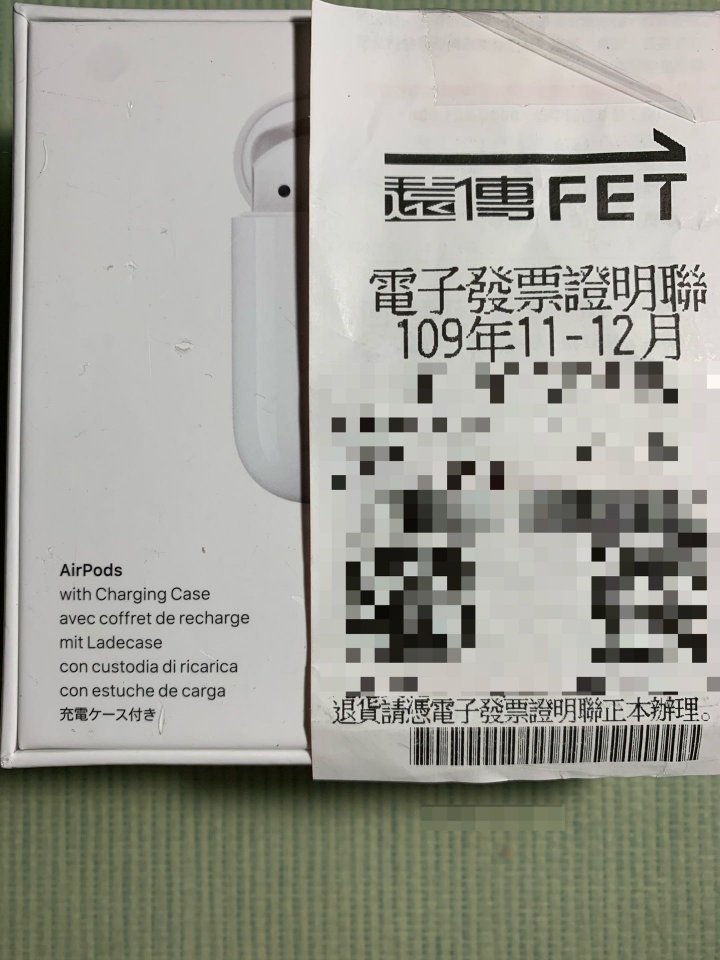 AirPods
with Charging Case
avec coffret de recharge
mit Ladecase
con custodia di ricarica
con estuche de carga
充電ケース付き
遠傳FET
電子發票證明聯
109年11-12月
退貨請憑電子發票證明聯正本辦理。